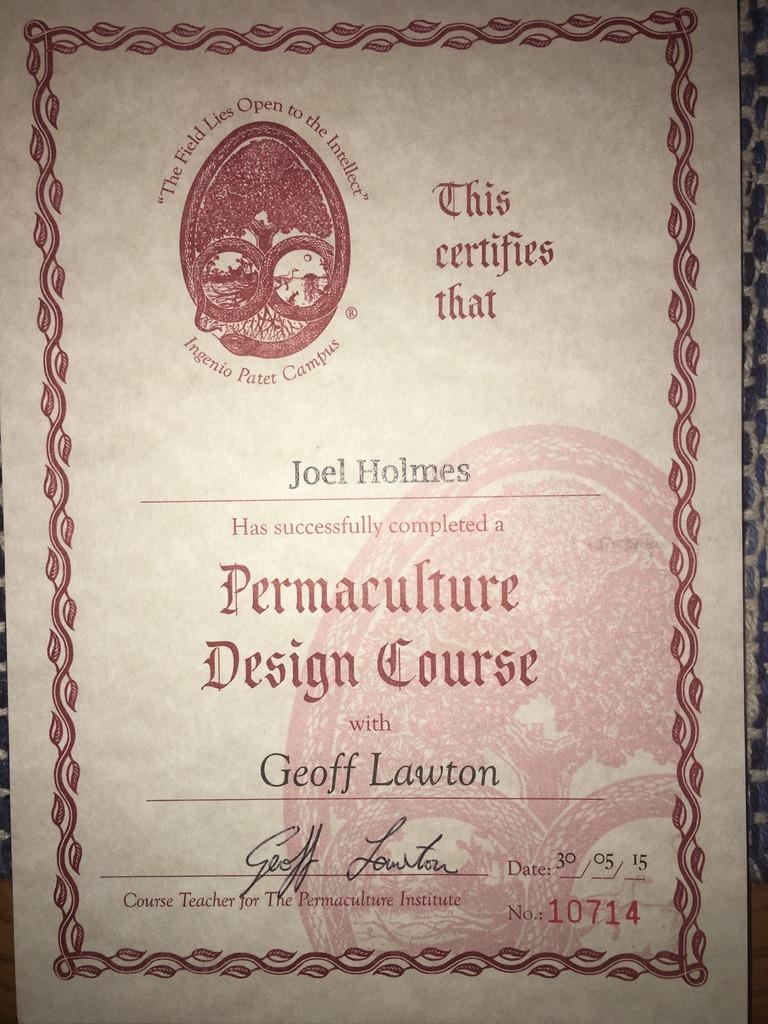 "The Field Lies Open to the Intellect"
®
Ingenio Patet Campus
This
certifies
that
Joel Holmes
Has successfully completed a
Permaculture
Design Course
with
Geoff Lawton
Geoff Lawton
Date: 30/05/15
Course Teacher for The Permaculture Institute
No.: 10714